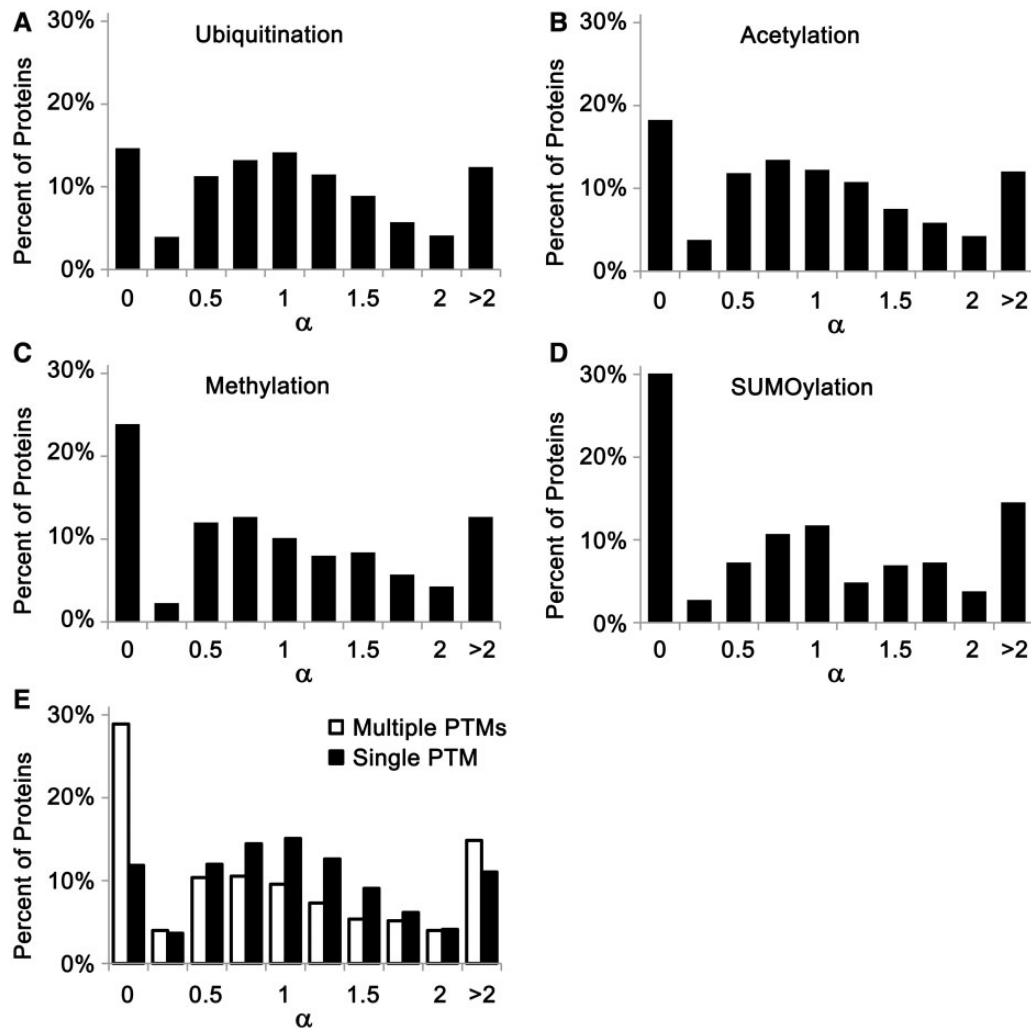 A
Ubiquitination
30%
20%
10%
0%
Percent of Proteins
0 0.5 1 1.5 2 >2
α
B
Acetylation
30%
20%
10%
0%
Percent of Proteins
0 0.5 1 1.5 2 >2
α
C
Methylation
30%
20%
10%
0%
Percent of Proteins
0 0.5 1 1.5 2 >2
α
D
SUMOylation
30%
20%
10%
0%
Percent of Proteins
0 0.5 1 1.5 2 >2
α
E
Multiple PTMs
Single PTM
30%
20%
10%
0%
Percent of Proteins
0 0.5 1 1.5 2 >2
α